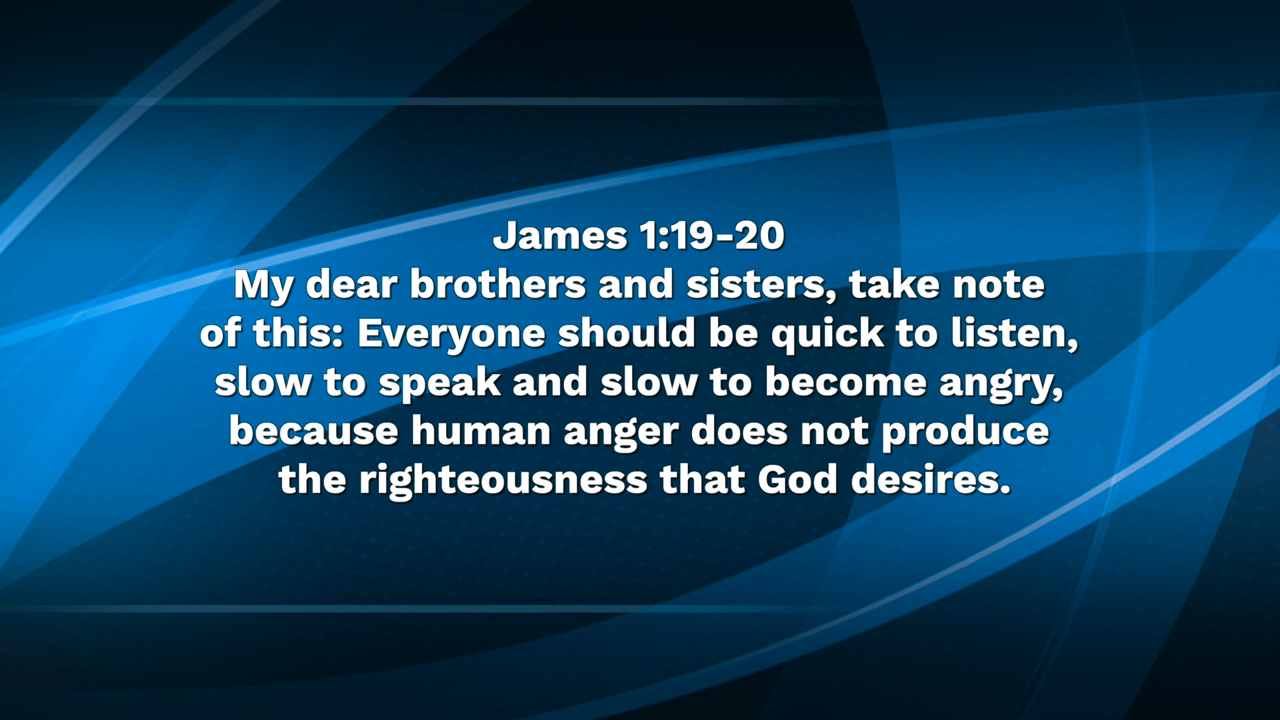 James 1:19-20
My dear brothers and sisters, take note
of this: Everyone should be quick to listen,
slow to speak and slow to become angry,
because human anger does not produce
the righteousness that God desires.